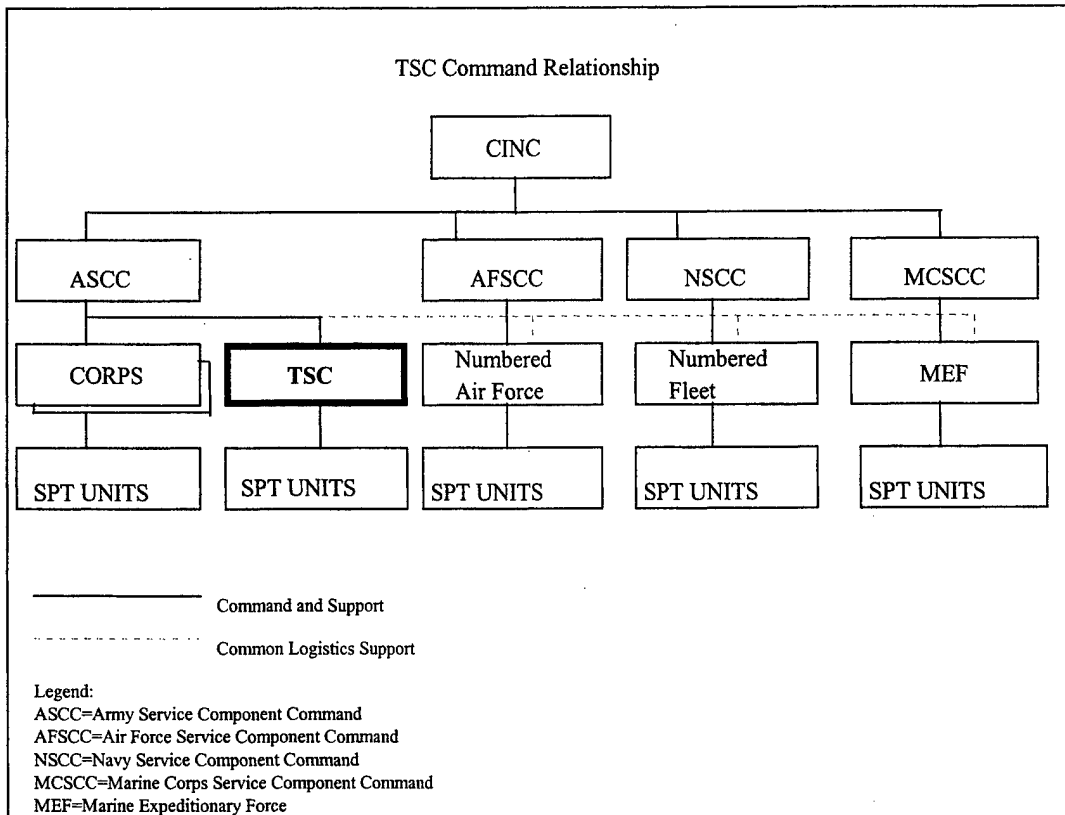 TSC Command Relationship
CINC
ASCC
AFSCC
NSCC
MCSCC
CORPS
TSC
Numbered
Air Force
Numbered
Fleet
MEF
SPT UNITS
SPT UNITS
SPT UNITS
SPT UNITS
SPT UNITS
Command and Support
Common Logistics Support
Legend:
ASCC=Army Service Component Command
AFSCC=Air Force Service Component Command
NSCC=Navy Service Component Command
MCSCC=Marine Corps Service Component Command
MEF=Marine Expeditionary Force